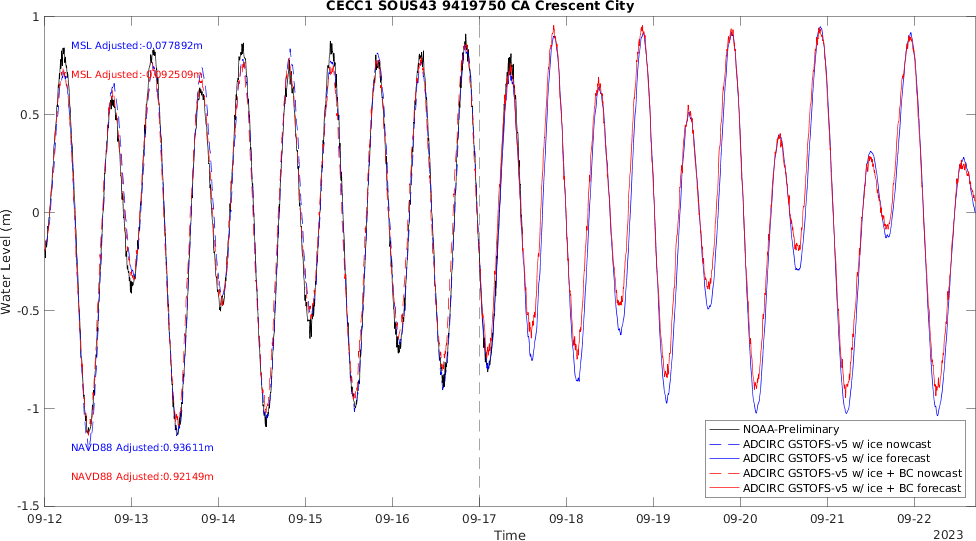 CECC1 SOUS43 9419750 CA Crescent City
MSL Adjusted:-0.077892m
MSL Adjusted:-0.092509m
NAVD88 Adjusted:0.93611m
NAVD88 Adjusted:0.92149m
1
0.5
0
-0.5
-1
-1.5
Water Level (m)
NOAA-Preliminary
ADCIRC GSTOFS-v5 w/ ice nowcast
ADCIRC GSTOFS-v5 w/ ice forecast
ADCIRC GSTOFS-v5 w/ ice + BC nowcast
ADCIRC GSTOFS-v5 w/ ice + BC forecast
09-12 09-13 09-14 09-15 09-16 09-17 09-18 09-19 09-20 09-21 09-22
Time
2023